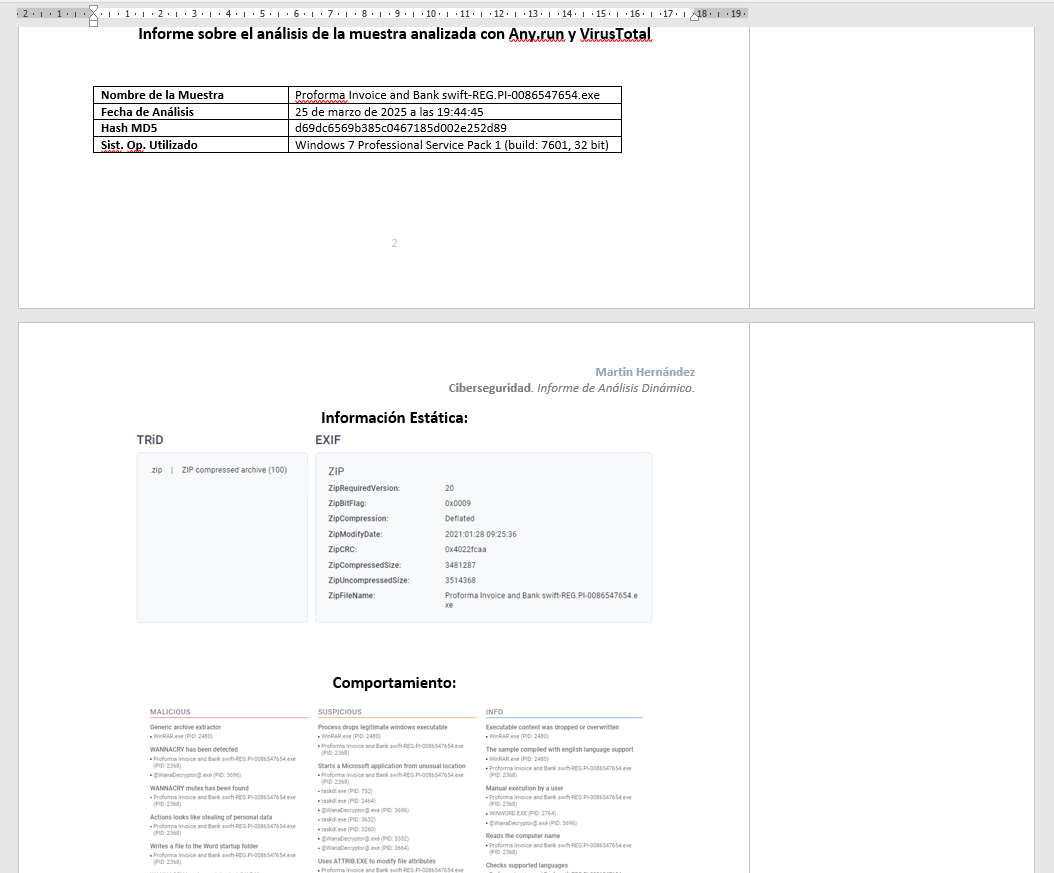 2 1 1 2 3 4 5 6 7 8 9 10 11 12 13 14 15 16 17 18 19
Informe sobre el análisis de la muestra analizada con Any.run y VirusTotal
Nombre de la Muestra Proforma Invoice and Bank swift-REG.PI-0086547654.exe
Fecha de Análisis 25 de marzo de 2025 a las 19:44:45
Hash MD5 d69dc6569b385c0467185d002e252d89
Sist. Op. Utilizado Windows 7 Professional Service Pack 1 (build: 7601, 32 bit)
2
Martin Hernández
Ciberseguridad. Informe de Análisis Dinámico.
Información Estática:
TRiD
.zip | ZIP compressed archive (100)
EXIF
ZIP
ZipRequiredVersion: 20
ZipBitFlag: 0x0009
ZipCompression: Deflated
ZipModifyDate: 2021:01:28 09:25:36
ZipCRC: 0x4022fcaa
ZipCompressedSize: 3481287
ZipUncompressedSize: 3514368
ZipFileName: Proforma Invoice and Bank swift-REG.PI-0086547654.e
xe
Comportamiento:
MALICIOUS
Generic archive extractor
• WinRAR.exe (PID: 2480)
WANNACRY has been detected
• Proforma Invoice and Bank swift-REG.PI-0086547654.exe
(PID: 2368)
• @WanaDecryptor@.exe (PID: 3696)
WANNACRY mutex has been found
• Proforma Invoice and Bank swift-REG.PI-0086547654.exe
(PID: 2368)
Actions looks like stealing of personal data
• Proforma Invoice and Bank swift-REG.PI-0086547654.exe
(PID: 2368)
Writes a file to the Word startup folder
• Proforma Invoice and Bank swift-REG.PI-0086547654.exe
(PID: 2368)
SUSPICIOUS
Process drops legitimate windows executable
• WinRAR.exe (PID: 2480)
• Proforma Invoice and Bank swift-REG.PI-0086547654.exe
(PID: 2368)
Starts a Microsoft application from unusual location
• Proforma Invoice and Bank swift-REG.PI-0086547654.exe
(PID: 2368)
• taskdl.exe (PID: 752)
• taskdl.exe (PID: 2464)
• @WanaDecryptor@.exe (PID: 3696)
• taskdl.exe (PID: 3632)
• taskdl.exe (PID: 3260)
• @WanaDecryptor@.exe (PID: 3332)
• @WanaDecryptor@.exe (PID: 3664)
Uses ATTRIB.EXE to modify file attributes
• Proforma Invoice and Bank swift-REG.PI-0086547654.exe
INFO
Executable content was dropped or overwritten
• WinRAR.exe (PID: 2480)
The sample compiled with english language support
• WinRAR.exe (PID: 2480)
• Proforma Invoice and Bank swift-REG.PI-0086547654.exe
(PID: 2368)
Manual execution by a user
• WINWORD.EXE (PID: 2764)
• @WanaDecryptor@.exe (PID: 3696)
Reads the computer name
• Proforma Invoice and Bank swift-REG.PI-0086547654.exe
(PID: 2368)
Checks supported languages